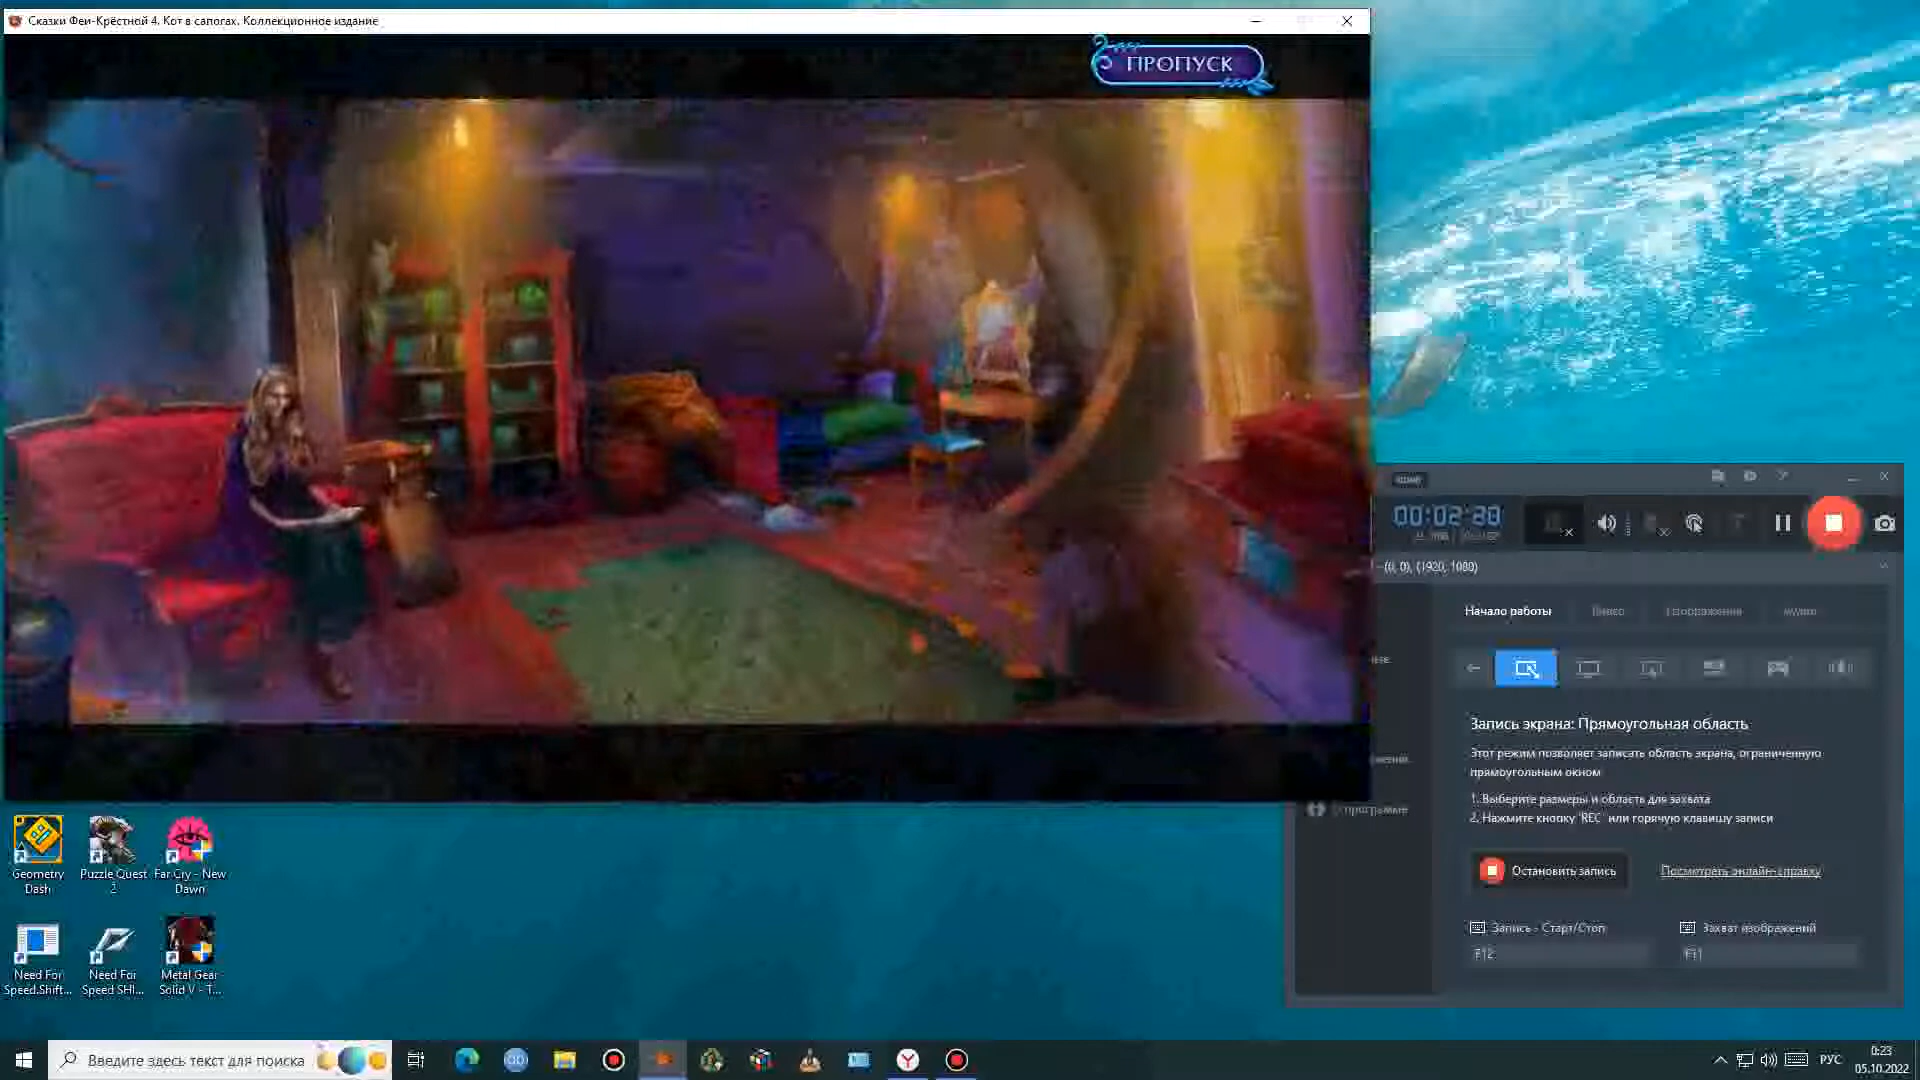 Сказки Феи-Крёстной 4. Кот в сапогах. Коллекционное издание
ПРОПУСК
00:02:20
(0, 0), (1920, 1080)
Начало работы
Видео
Изображения
Аудио
Запись экрана: Прямоугольная область
Этот режим позволяет записать область экрана, ограниченную
прямоугольным окном
1. Выберите размеры и область для захвата
2. Нажмите кнопку 'REC' или горячую клавишу записи
программе
Остановить запись
Посмотреть онлайн-справку
Запись - Старт/Стоп
Захват изображений
F12
F11
Geometry
Dash
Puzzle Quest
2
Far Cry - New
Dawn
Need For
Speed.Shift...
Need For
Speed SHI...
Metal Gear
Solid V - T...
Введите здесь текст для поиска
РУС
0:23
05.10.2022